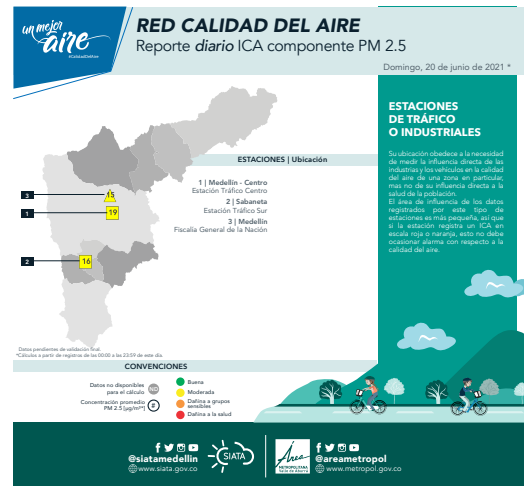 un mejor
aire
#CalidadDelAire
RED CALIDAD DEL AIRE
Reporte diario ICA componente PM 2.5
Domingo, 20 de junio de 2021 *
ESTACIONES | Ubicación
1 | Medellín - Centro
Estación Tráfico Centro
2 | Sabaneta
Estación Tráfico Sur
3 | Medellín
Fiscalía General de la Nación
3
15
1
19
2
16
ESTACIONES
DE TRÁFICO
O INDUSTRIALES
Su ubicación obedece a la necesidad
de medir la influencia directa de las
industrias y los vehículos en la calidad
del aire de una zona en particular,
mas no de su influencia directa a la
salud de la población.
El área de influencia de los datos
registrados por este tipo de
estaciones es más pequeña, así que
si la estación registra un ICA en
escala roja o naranja, esto no debe
ocasionar alarma con respecto a la
calidad del aire.
Datos pendientes de validación final.
*Cálculos a partir de registros de las 00:00 a las 23:59 de este día.
CONVENCIONES
Datos no disponibles
para el cálculo
ND
Concentración promedio
PM 2.5 [µg/m³*]
#
Buena
Moderada
Dañina a grupos
sensibles
Dañina a la salud
@siatamedellin
www.siata.gov.co
SIATA
Área
METROPOLITANA
Valle de Aburrá
@areametropol
www.metropol.gov.co